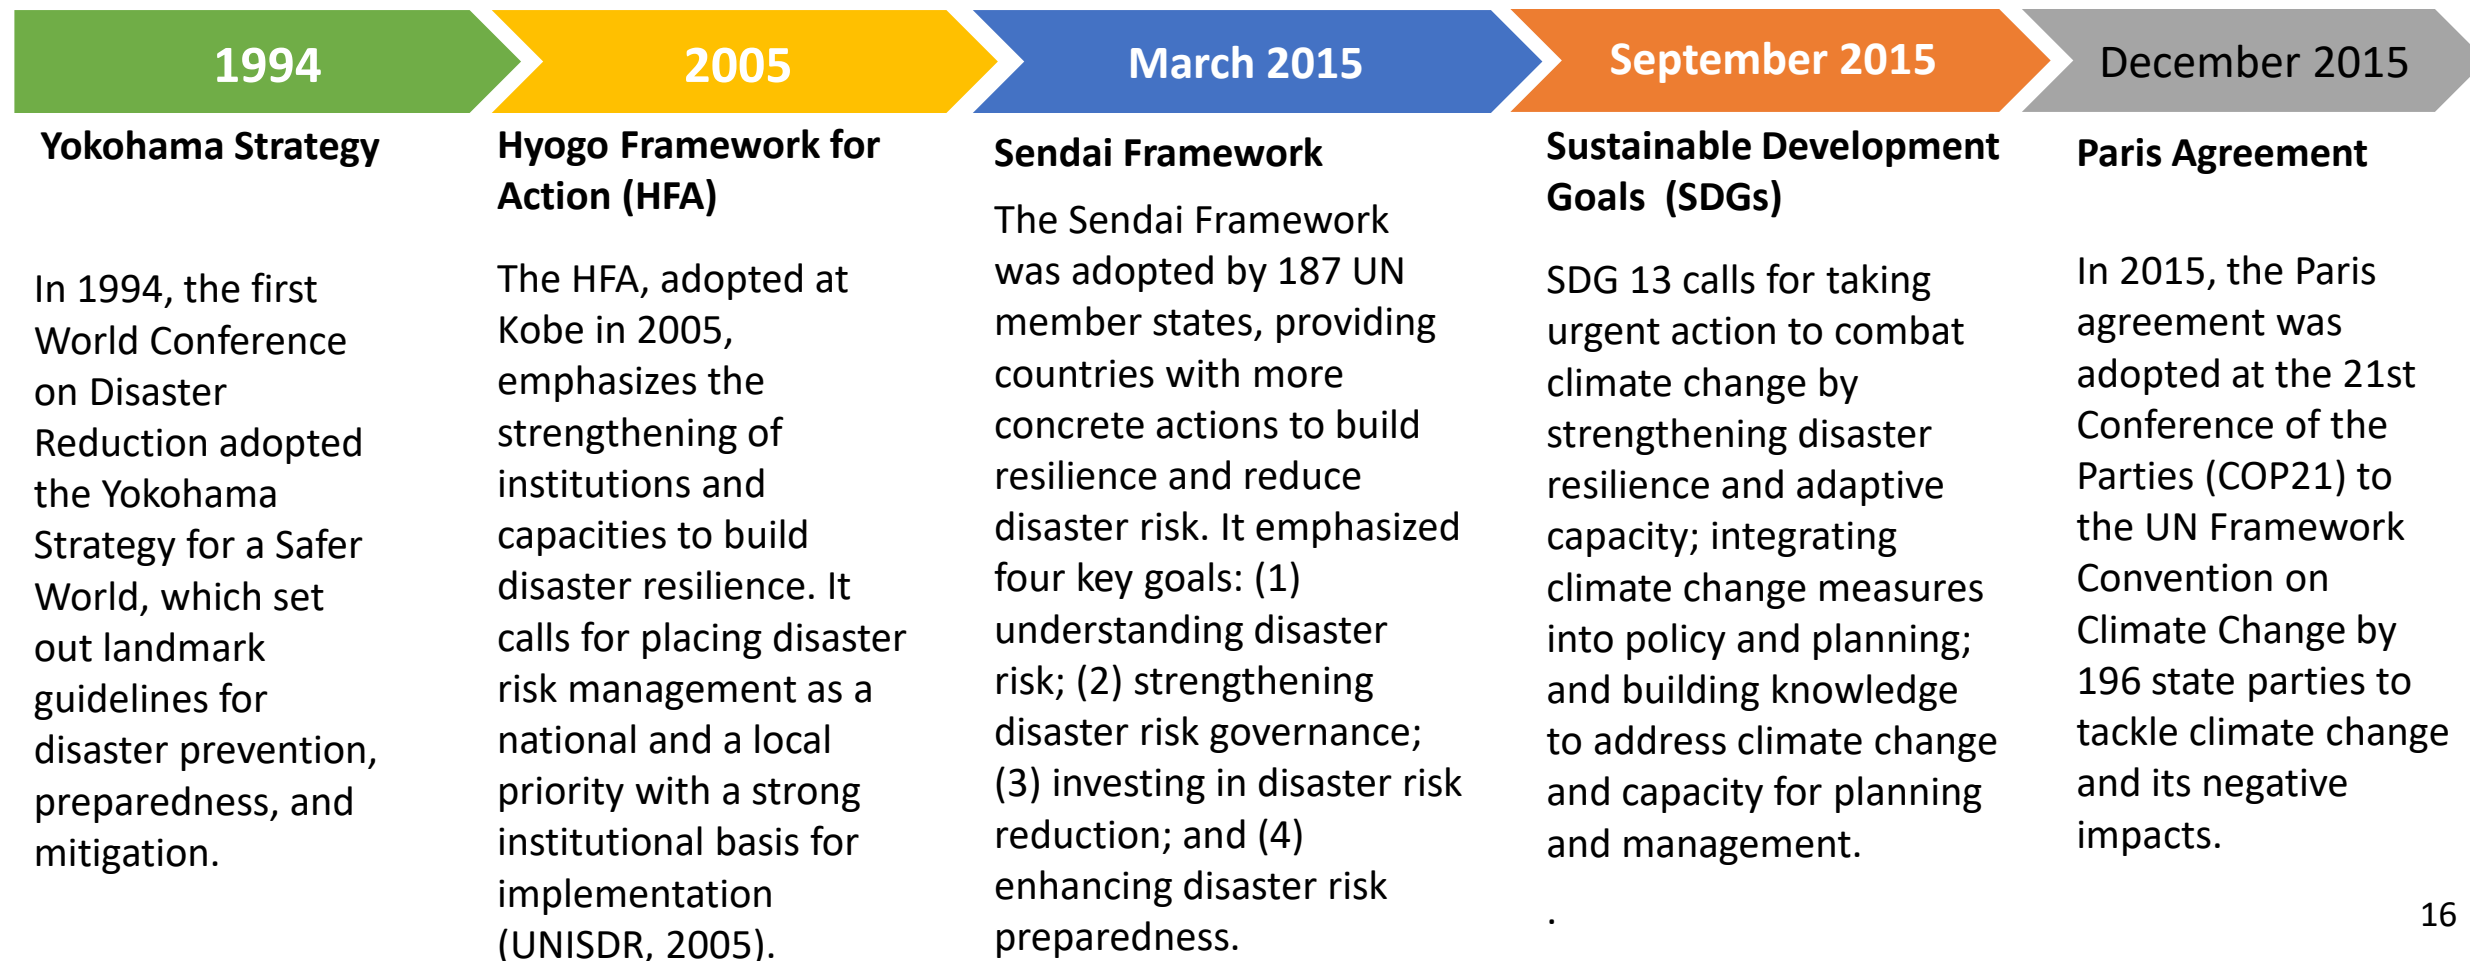 1994
Yokohama Strategy
In 1994, the first
World Conference
on Disaster
Reduction adopted
the Yokohama
Strategy for a Safer
World, which set
out landmark
guidelines for
disaster prevention,
preparedness, and
mitigation.
2005
Hyogo Framework for
Action (HFA)
The HFA, adopted at
Kobe in 2005,
emphasizes the
strengthening of
institutions and
capacities to build
disaster resilience. It
calls for placing disaster
risk management as a
national and a local
priority with a strong
institutional basis for
implementation
(UNISDR, 2005).
March 2015
Sendai Framework
The Sendai Framework
was adopted by 187 UN
member states, providing
countries with more
concrete actions to build
resilience and reduce
disaster risk. It emphasized
four key goals: (1)
understanding disaster
risk; (2) strengthening
disaster risk governance;
(3) investing in disaster risk
reduction; and (4)
enhancing disaster risk
preparedness.
September 2015
Sustainable Development
Goals (SDGs)
SDG 13 calls for taking
urgent action to combat
climate change by
strengthening disaster
resilience and adaptive
capacity; integrating
climate change measures
into policy and planning;
and building knowledge
to address climate change
and capacity for planning
and management.
.
December 2015
Paris Agreement
In 2015, the Paris
agreement was
adopted at the 21st
Conference of the
Parties (COP21) to
the UN Framework
Convention on
Climate Change by
196 state parties to
tackle climate change
and its negative
impacts.
16